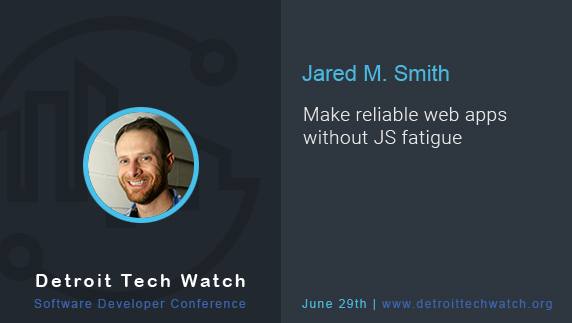 Jared M. Smith
Make reliable web apps
without JS fatigue
Detroit Tech Watch
Software Developer Conference
June 29th | www.detroittechwatch.org